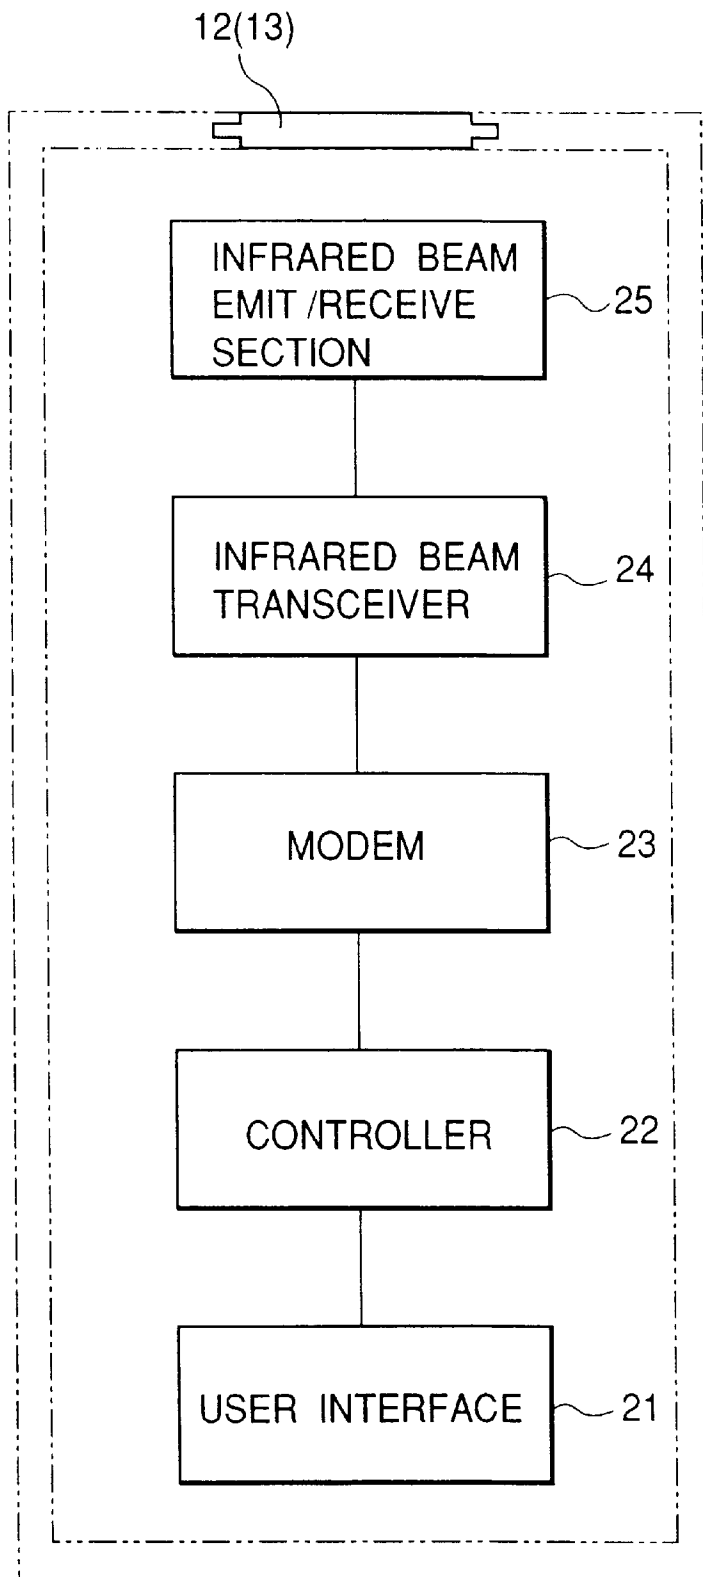 12(13)
INFRARED BEAM
EMIT/RECEIVE
SECTION
25
INFRARED BEAM
TRANSCEIVER
24
MODEM
23
CONTROLLER
22
USER INTERFACE
21